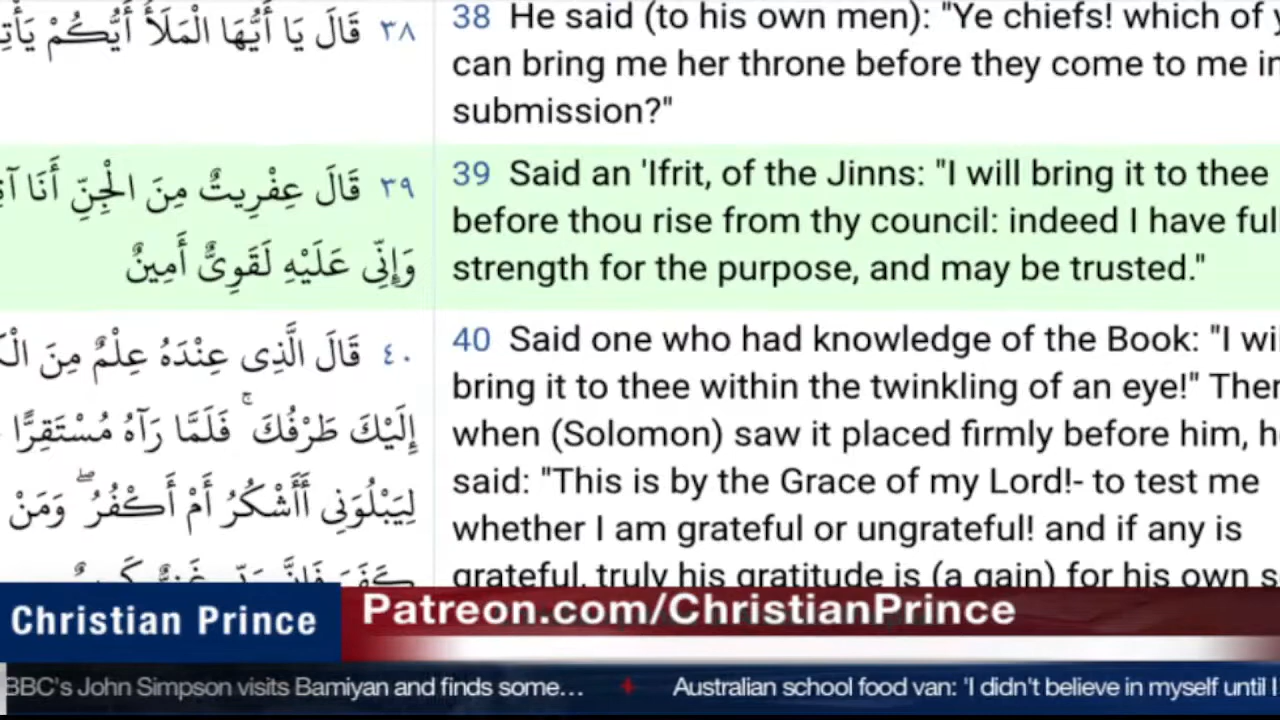 ٣٨ قَالَ يَا أَيُّهَا الْمَلَأُ أَيُّكُمْ
38 He said (to his own men): "Ye chiefs! which of
can bring me her throne before they come to me in
submission?"
٣٩ قَالَ عِفْرِيتٌ مِنَ الْجِنِّ أَنَا
وَإِنِّي عَلَيْهِ لَقَوِيٌّ أَمِينٌ
39 Said an 'Ifrit, of the Jinns: "I will bring it to thee
before thou rise from thy council: indeed I have ful
strength for the purpose, and may be trusted."
٤٠ قَالَ الَّذِي عِنْدَهُ عِلْمٌ مِنَ
إِلَيْكَ طَرْفُكَ ۚ فَلَمَّا رَآهُ مُسْتَقِرًّا
لِيَبْلُوَنِي أَأَشْكُرُ أَمْ أَكْفُرُ ۖ وَمَنْ
40 Said one who had knowledge of the Book: "I wi
bring it to thee within the twinkling of an eye!" Then
when (Solomon) saw it placed firmly before him, h
said: "This is by the Grace of my Lord!- to test me
whether I am grateful or ungrateful! and if any is
grateful, truly his gratitude is (a gain) for his own s
Christian Prince
Patreon.com/ChristianPrince
BBC's John Simpson visits Bamiyan and finds some... Australian school food van: 'I didn't believe in myself until I